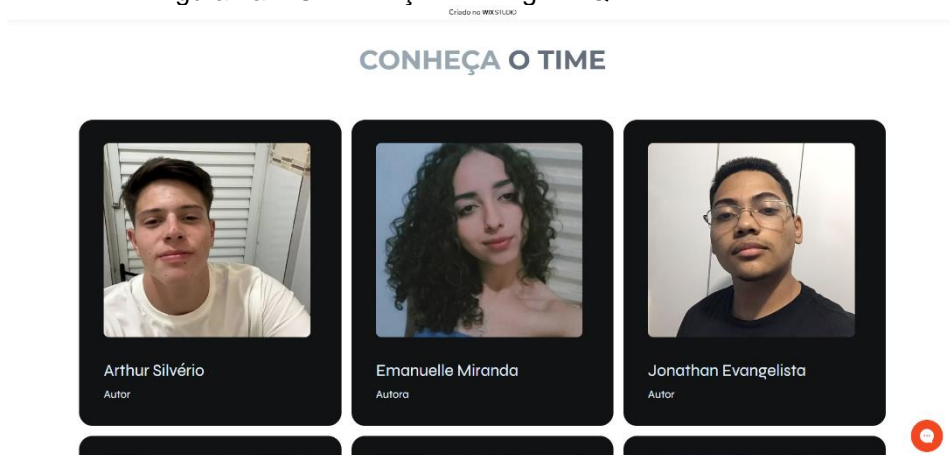 Criado no WIX STUDIO
CONHEÇA O TIME
Arthur Silvério
Autor
Emanuelle Miranda
Autora
Jonathan Evangelista
Autor